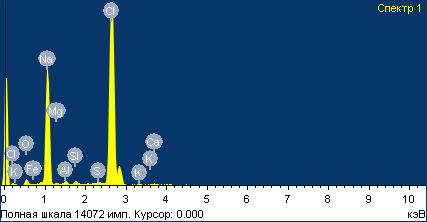 Спектр 1
Cl
Na
Mg
Cl
O
K
Fe
Al
Si
S
K
K
Ca
0 1 2 3 4 5 6 7 8 9 10
Полная шкала 14072 имп. Курсор: 0.000 кэВ